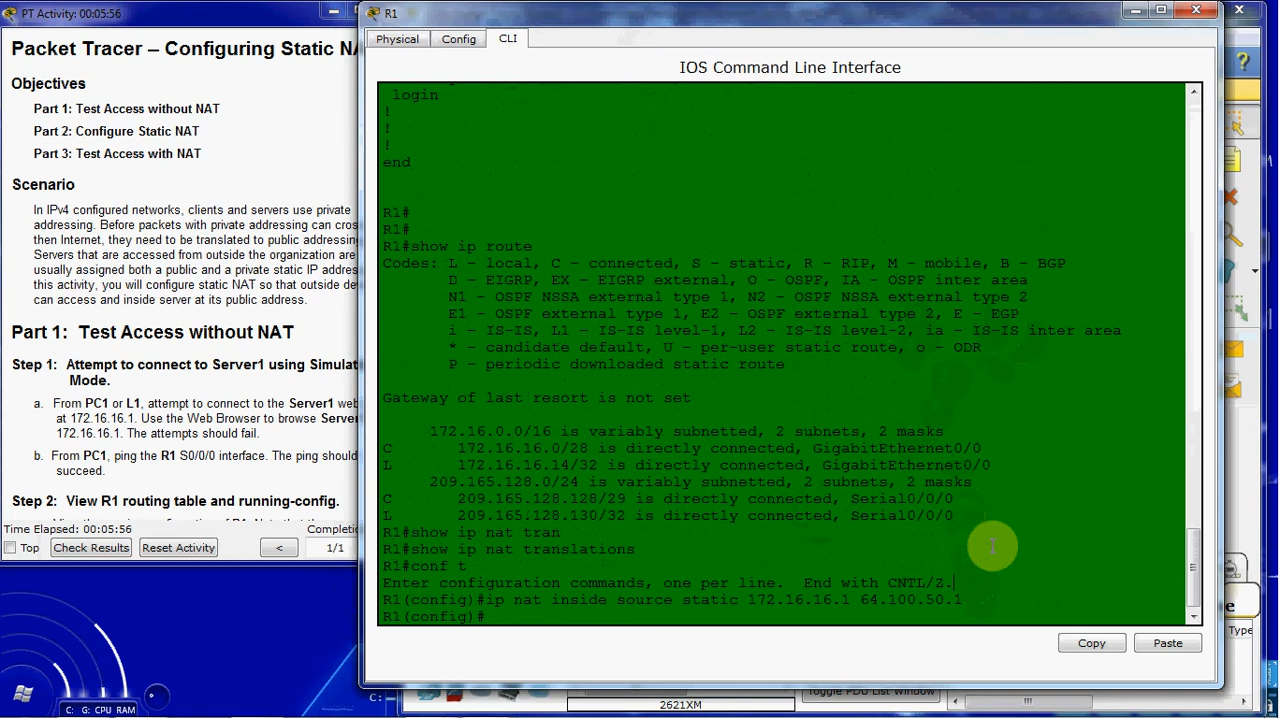 PT Activity: 00:05:56
Packet Tracer – Configuring Static NA
Objectives
Part 1: Test Access without NAT
Part 2: Configure Static NAT
Part 3: Test Access with NAT
Scenario
In IPv4 configured networks, clients and servers use private
addressing. Before packets with private addressing can cros
then Internet, they need to be translated to public addressing
Servers that are accessed from outside the organization are
usually assigned both a public and a private static IP addres
this activity, you will configure static NAT so that outside de
can access and inside server at its public address.
Part 1: Test Access without NAT
Step 1: Attempt to connect to Server1 using Simulat
Mode.
a. From PC1 or L1, attempt to connect to the Server1 web
at 172.16.16.1. Use the Web Browser to browse Server
172.16.16.1. The attempts should fail.
b. From PC1, ping the R1 S0/0/0 interface. The ping should
succeed.
Step 2: View R1 routing table and running-config.
Time Elapsed: 00:05:56 Completio
Top Check Results Reset Activity < 1/1
R1
Physical Config CLI
IOS Command Line Interface
login
!
!
!
end
R1#
R1#
R1#show ip route
Codes: L - local, C - connected, S - static, R - RIP, M - mobile, B - BGP
D - EIGRP, EX - EIGRP external, O - OSPF, IA - OSPF inter area
N1 - OSPF NSSA external type 1, N2 - OSPF NSSA external type 2
E1 - OSPF external type 1, E2 - OSPF external type 2, E - EGP
i - IS-IS, L1 - IS-IS level-1, L2 - IS-IS level-2, ia - IS-IS inter area
* - candidate default, U - per-user static route, o - ODR
P - periodic downloaded static route
Gateway of last resort is not set
172.16.0.0/16 is variably subnetted, 2 subnets, 2 masks
C 172.16.16.0/28 is directly connected, GigabitEthernet0/0
L 172.16.16.14/32 is directly connected, GigabitEthernet0/0
209.165.128.0/24 is variably subnetted, 2 subnets, 2 masks
C 209.165.128.128/29 is directly connected, Serial0/0/0
L 209.165.128.130/32 is directly connected, Serial0/0/0
R1#show ip nat tran
R1#show ip nat translations
R1#conf t
Enter configuration commands, one per line. End with CNTL/Z.
R1(config)#ip nat inside source static 172.16.16.1 64.100.50.1
R1(config)#
Copy Paste
Type
Toggle PDU List Window
2621XM
C: G: CPU RAM
C: